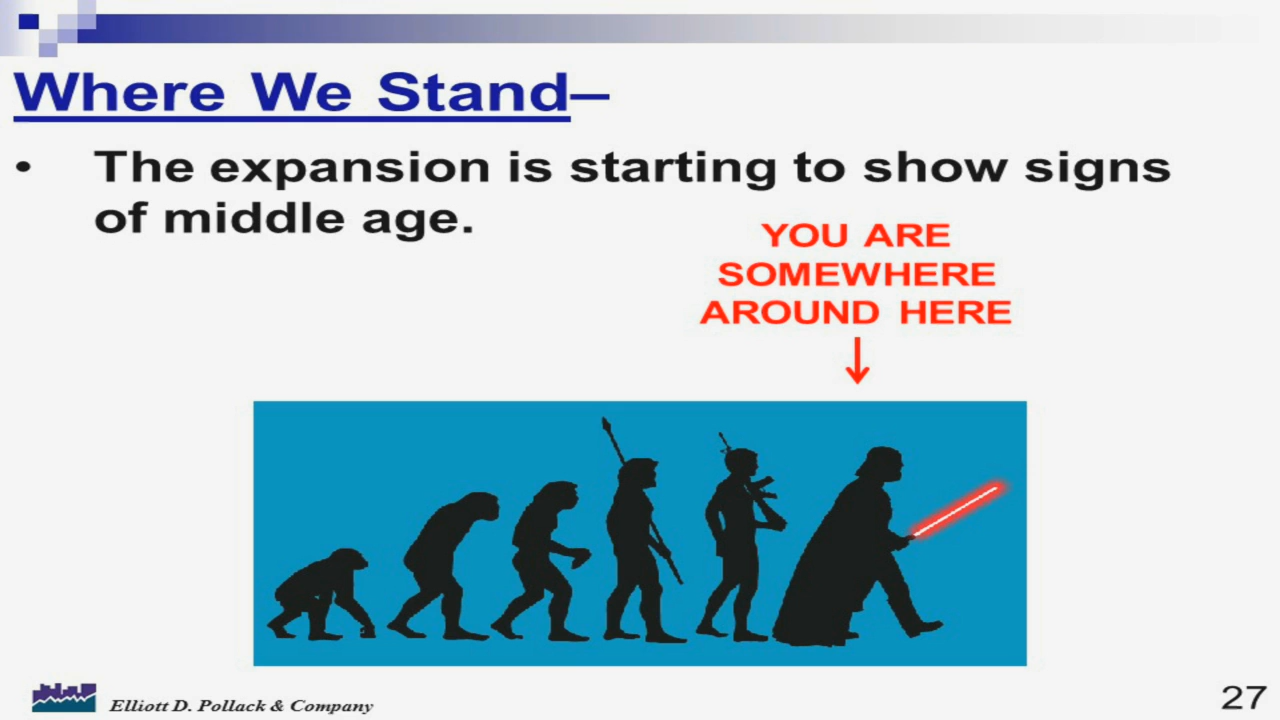 Where We Stand–
• The expansion is starting to show signs
of middle age.
YOU ARE
SOMEWHERE
AROUND HERE
Elliott D. Pollack & Company
27